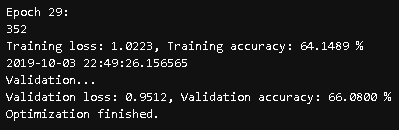 Epoch 29:
352
Training loss: 1.0223, Training accuracy: 64.1489 %
2019-10-03 22:49:26.156565
Validation...
Validation loss: 0.9512, Validation accuracy: 66.0800 %
Optimization finished.